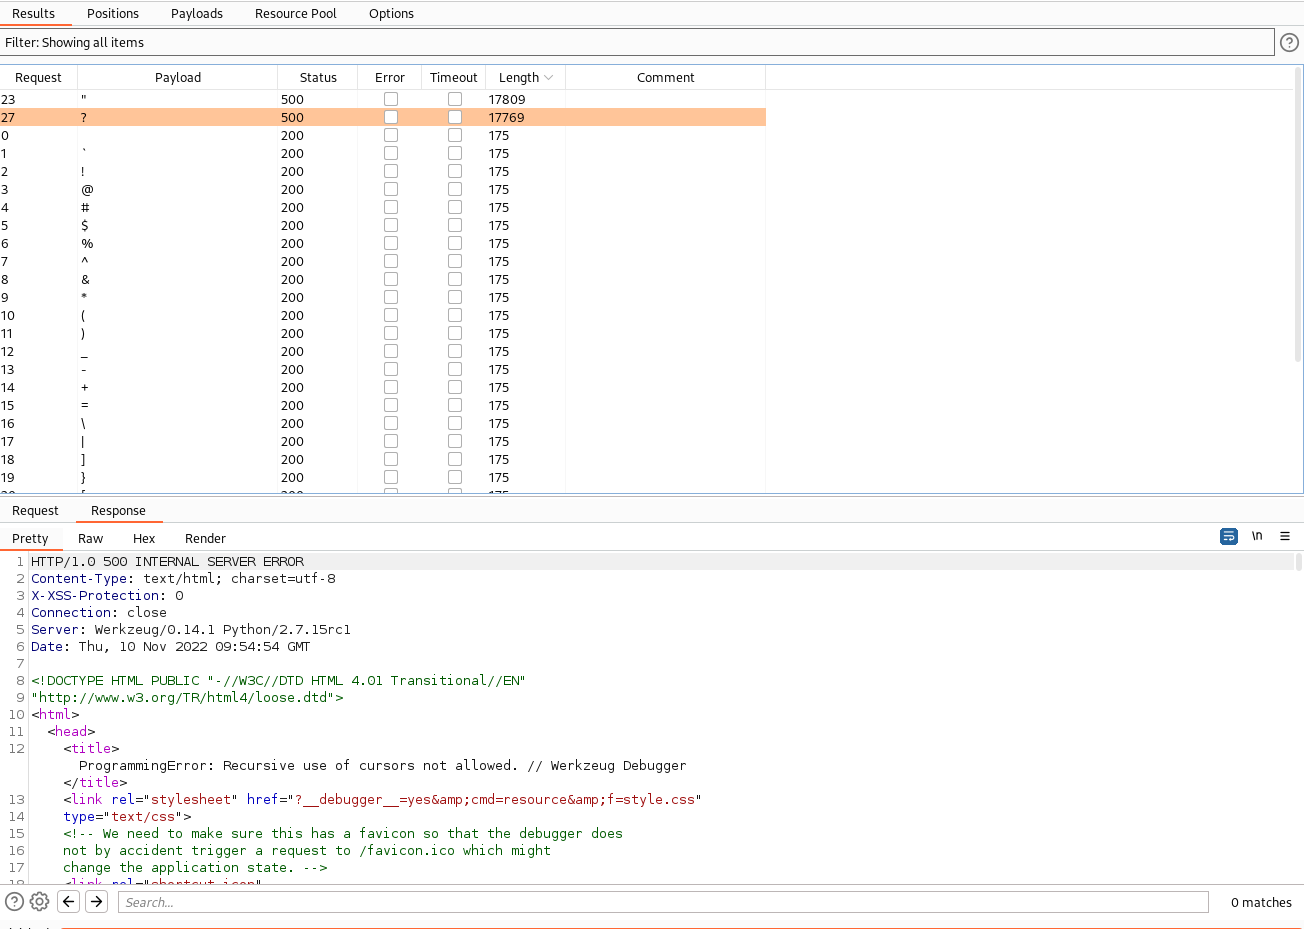 Results Positions Payloads Resource Pool Options
Filter: Showing all items
Request Payload Status Error Timeout Length Comment
23 " 500 17809
27 ? 500 17769
0 200 175
1 ` 200 175
2 ! 200 175
3 @ 200 175
4 # 200 175
5 $ 200 175
6 % 200 175
7 ^ 200 175
8 & 200 175
9 * 200 175
10 ( 200 175
11 ) 200 175
12 _ 200 175
13 - 200 175
14 + 200 175
15 = 200 175
16 \ 200 175
17 | 200 175
18 ] 200 175
19 } 200 175
Request Response
Pretty Raw Hex Render \n
1 HTTP/1.0 500 INTERNAL SERVER ERROR
2 Content-Type: text/html; charset=utf-8
3 X-XSS-Protection: 0
4 Connection: close
5 Server: Werkzeug/0.14.1 Python/2.7.15rc1
6 Date: Thu, 10 Nov 2022 09:54:54 GMT
7
8 <!DOCTYPE HTML PUBLIC "-//W3C//DTD HTML 4.01 Transitional//EN"
9 "http://www.w3.org/TR/html4/loose.dtd">
10 <html>
11 <head>
12 <title>
ProgrammingError: Recursive use of cursors not allowed. // Werkzeug Debugger
</title>
13 <link rel="stylesheet" href="?__debugger__=yes&amp;cmd=resource&amp;f=style.css"
14 type="text/css">
15 <!-- We need to make sure this has a favicon so that the debugger does
16 not by accident trigger a request to /favicon.ico which might
17 change the application state. -->
18 <link rel="shortcut icon"
Search... 0 matches